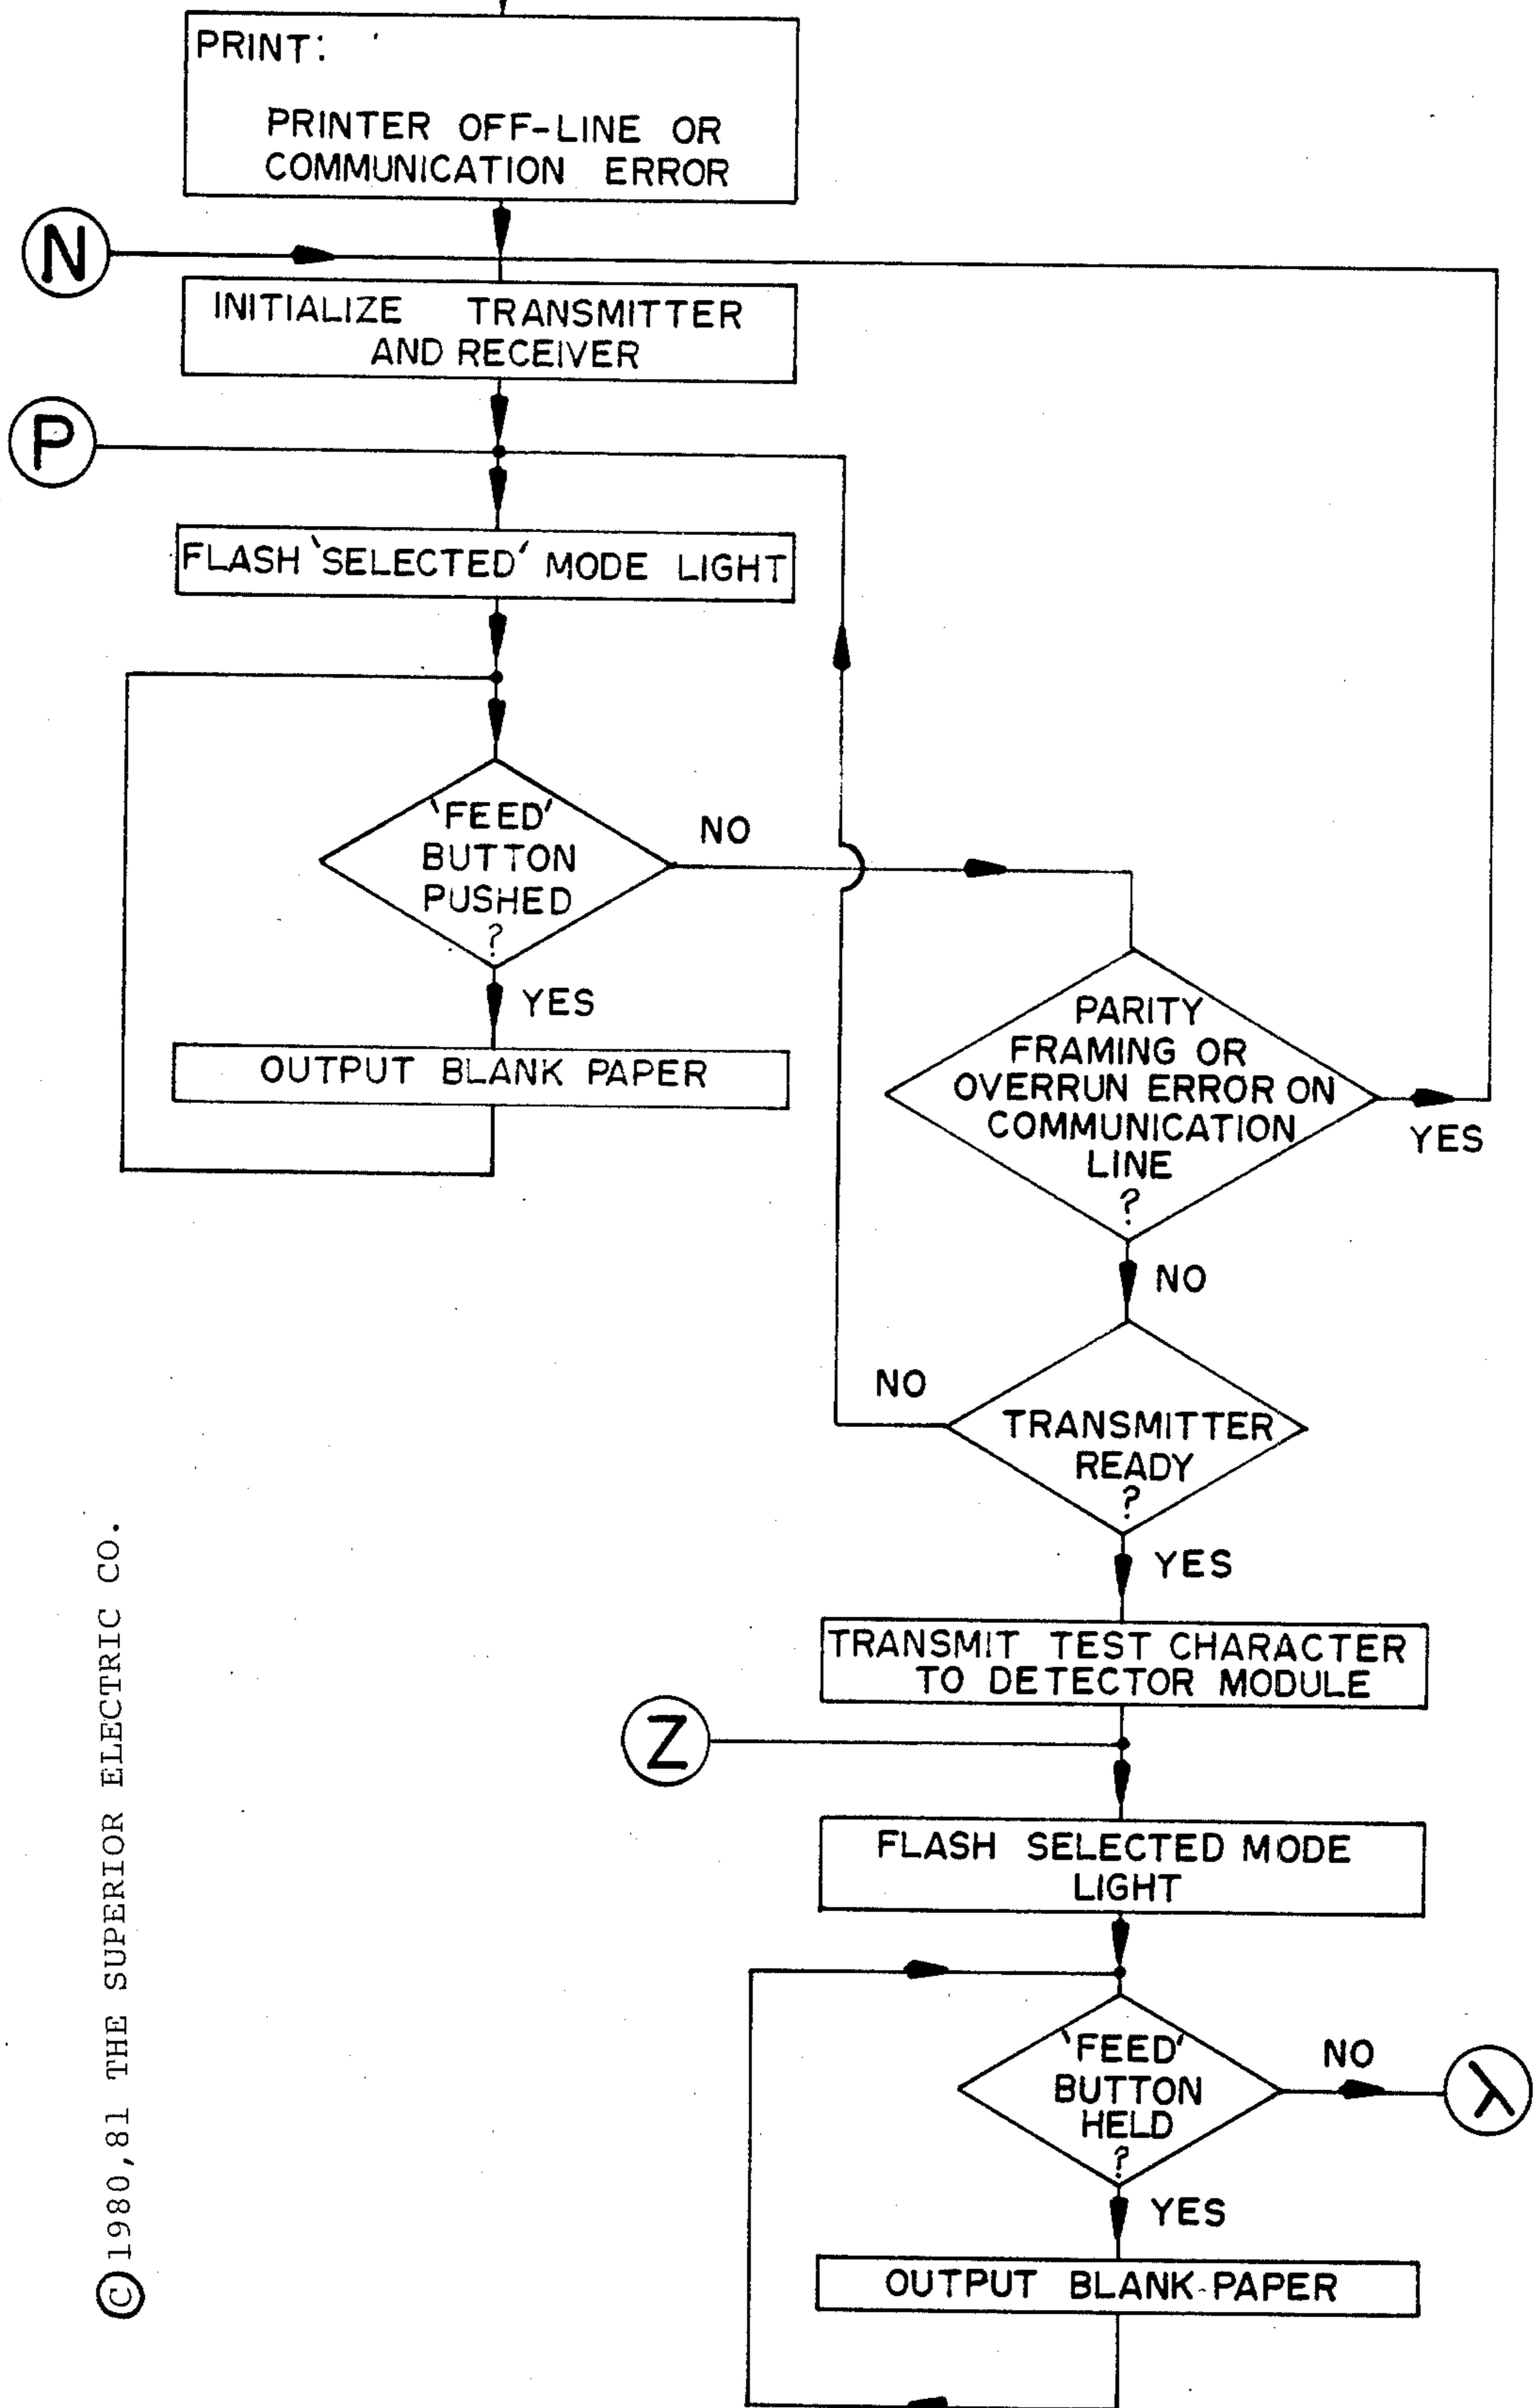 PRINT:
PRINTER OFF-LINE OR
COMMUNICATION ERROR
N
INITIALIZE TRANSMITTER
AND RECEIVER
P
FLASH 'SELECTED' MODE LIGHT
'FEED'
BUTTON
PUSHED
?
NO
YES
OUTPUT BLANK PAPER
PARITY
FRAMING OR
OVERRUN ERROR ON
COMMUNICATION
LINE
?
YES
NO
TRANSMITTER
READY
?
NO
YES
TRANSMIT TEST CHARACTER
TO DETECTOR MODULE
Z
FLASH SELECTED MODE
LIGHT
'FEED'
BUTTON
HELD
?
NO
λ
YES
OUTPUT BLANK PAPER
© 1980,81 THE SUPERIOR ELECTRIC CO.